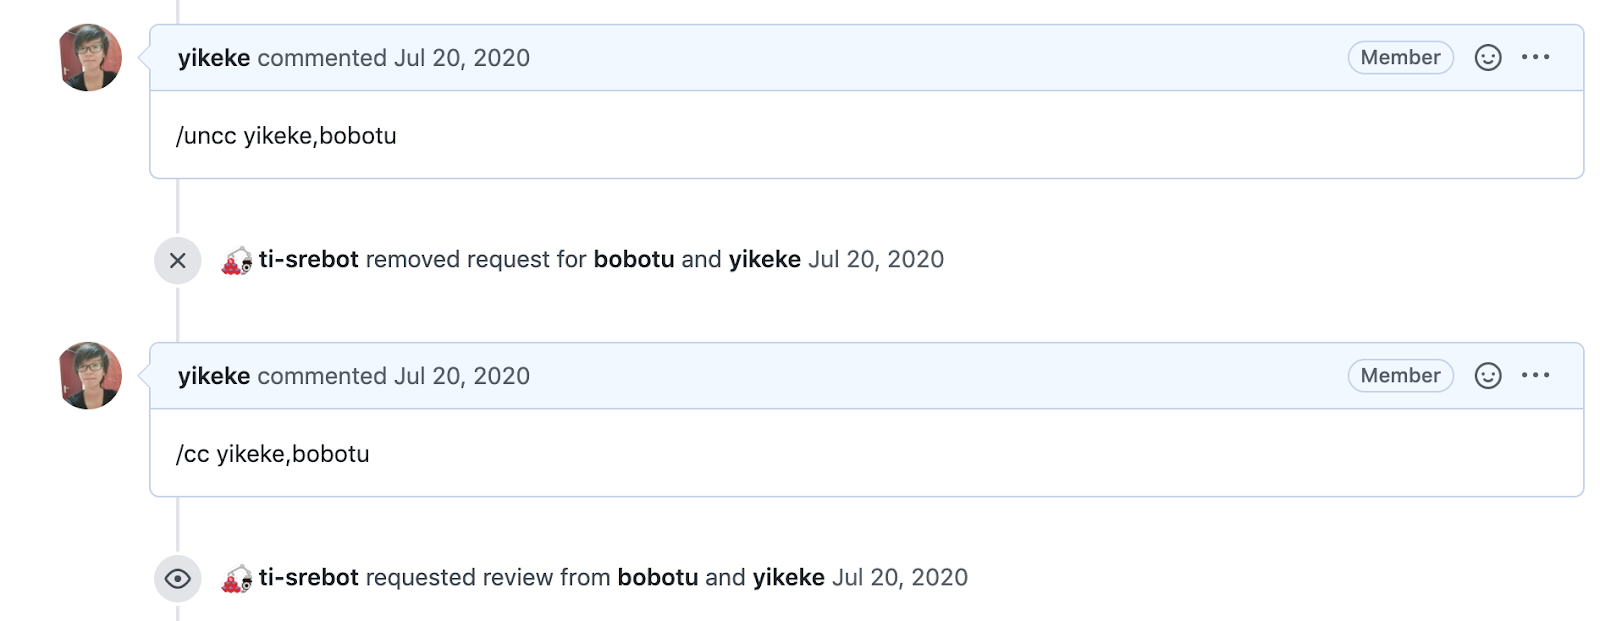 yikeke commented Jul 20, 2020 Member
/uncc yikeke,bobotu
ti-srebot removed request for bobotu and yikeke Jul 20, 2020
yikeke commented Jul 20, 2020 Member
/cc yikeke,bobotu
ti-srebot requested review from bobotu and yikeke Jul 20, 2020